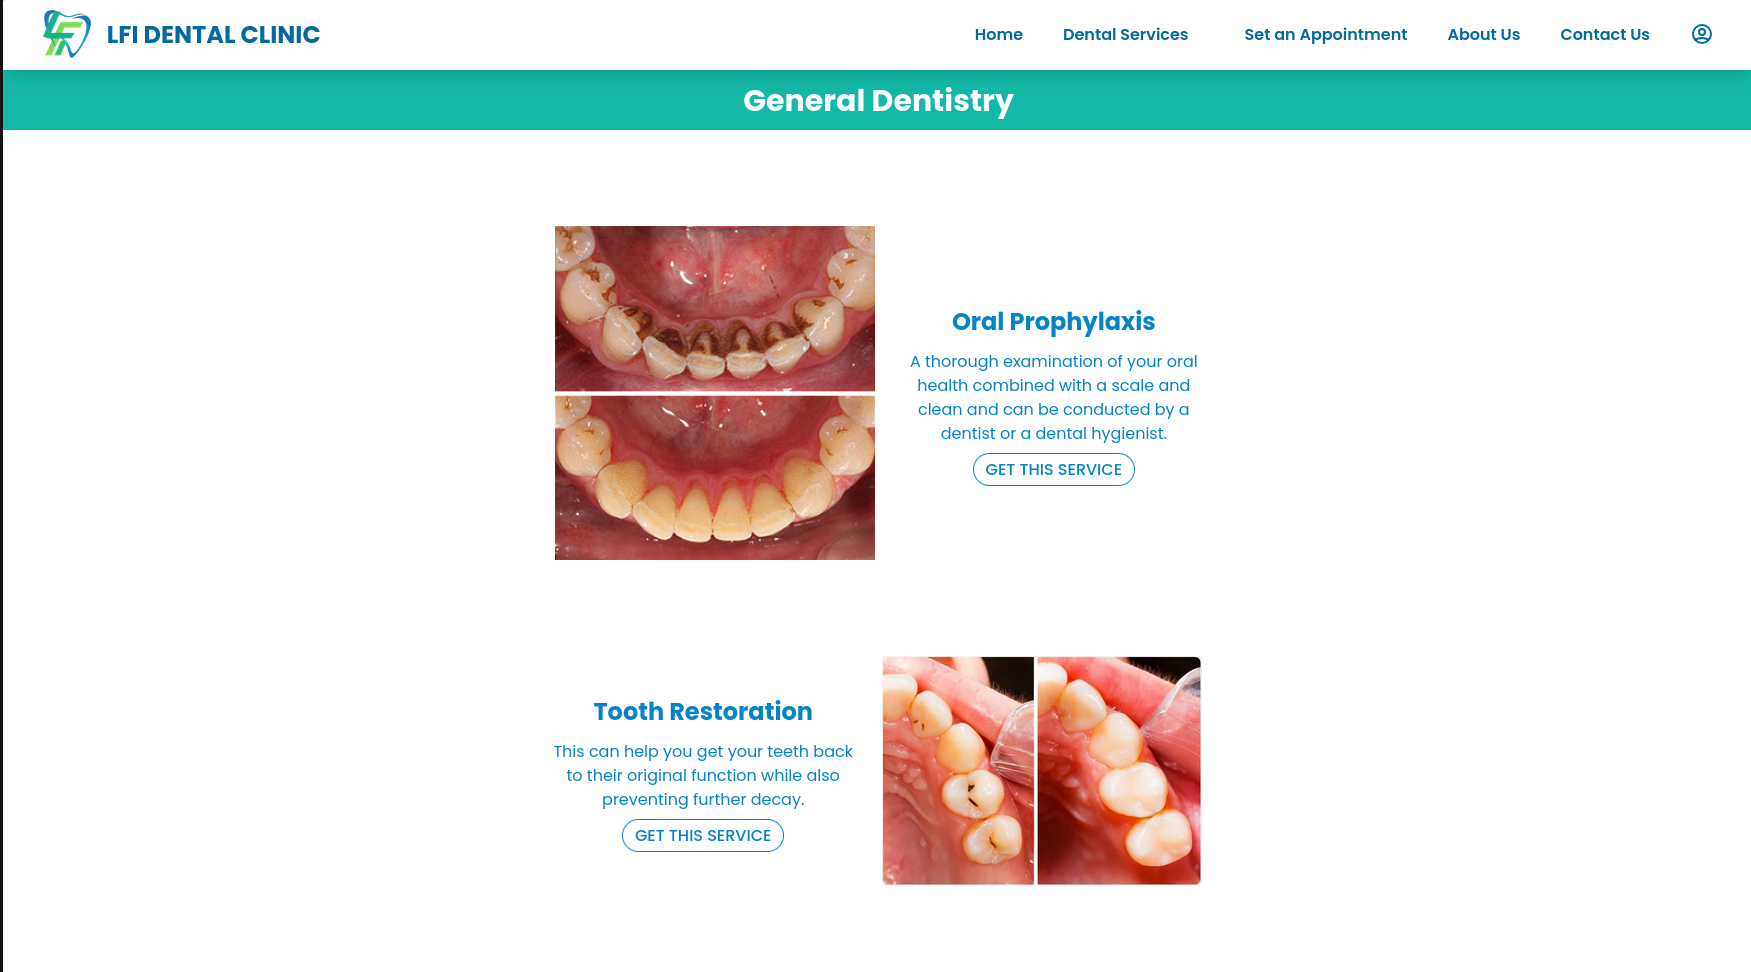 LFI DENTAL CLINIC
Home
Dental Services
Set an Appointment
About Us
Contact Us
General Dentistry
Oral Prophylaxis
A thorough examination of your oral
health combined with a scale and
clean and can be conducted by a
dentist or a dental hygienist.
GET THIS SERVICE
Tooth Restoration
This can help you get your teeth back
to their original function while also
preventing further decay.
GET THIS SERVICE